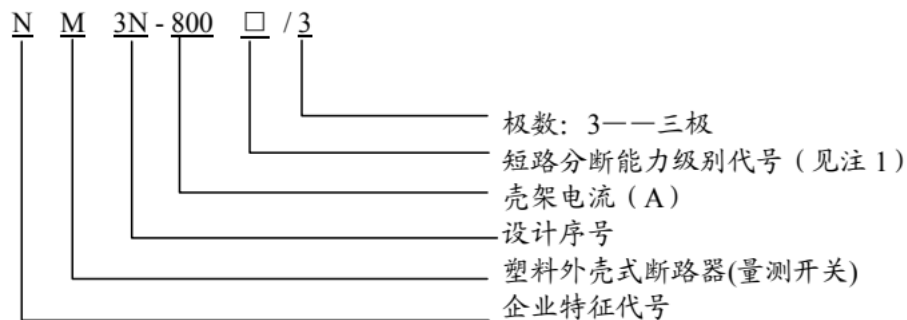 N M 3N - 800 □ / 3
极数：3——三极
短路分断能力级别代号（见注 1）
壳架电流（A）
设计序号
塑料外壳式断路器(量测开关)
企业特征代号